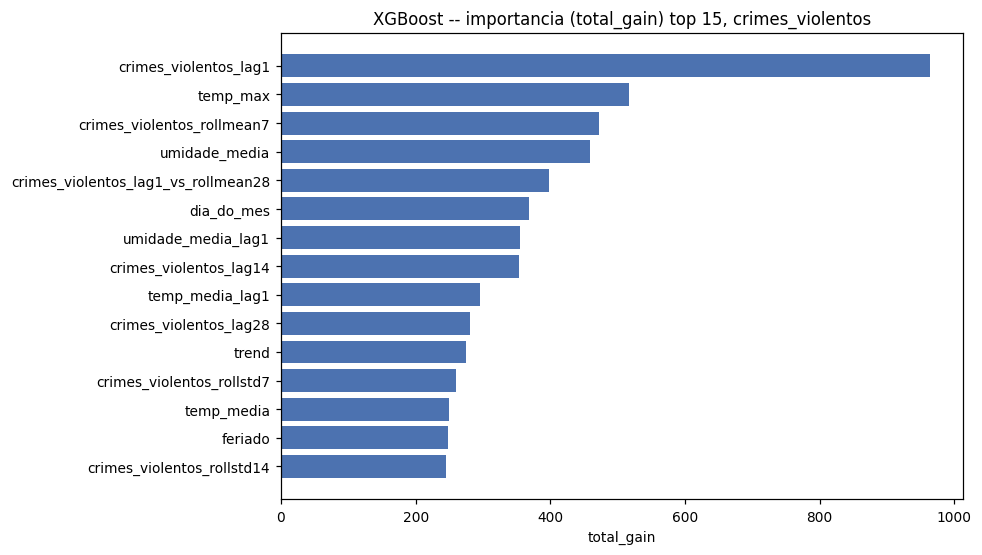 XGBoost -- importancia (total_gain) top 15, crimes_violentos
crimes_violentos_lag1
temp_max
crimes_violentos_rollmean7
umidade_media
crimes_violentos_lag1_vs_rollmean28
dia_do_mes
umidade_media_lag1
crimes_violentos_lag14
temp_media_lag1
crimes_violentos_lag28
trend
crimes_violentos_rollstd7
temp_media
feriado
crimes_violentos_rollstd14
0 200 400 600 800 1000
total_gain